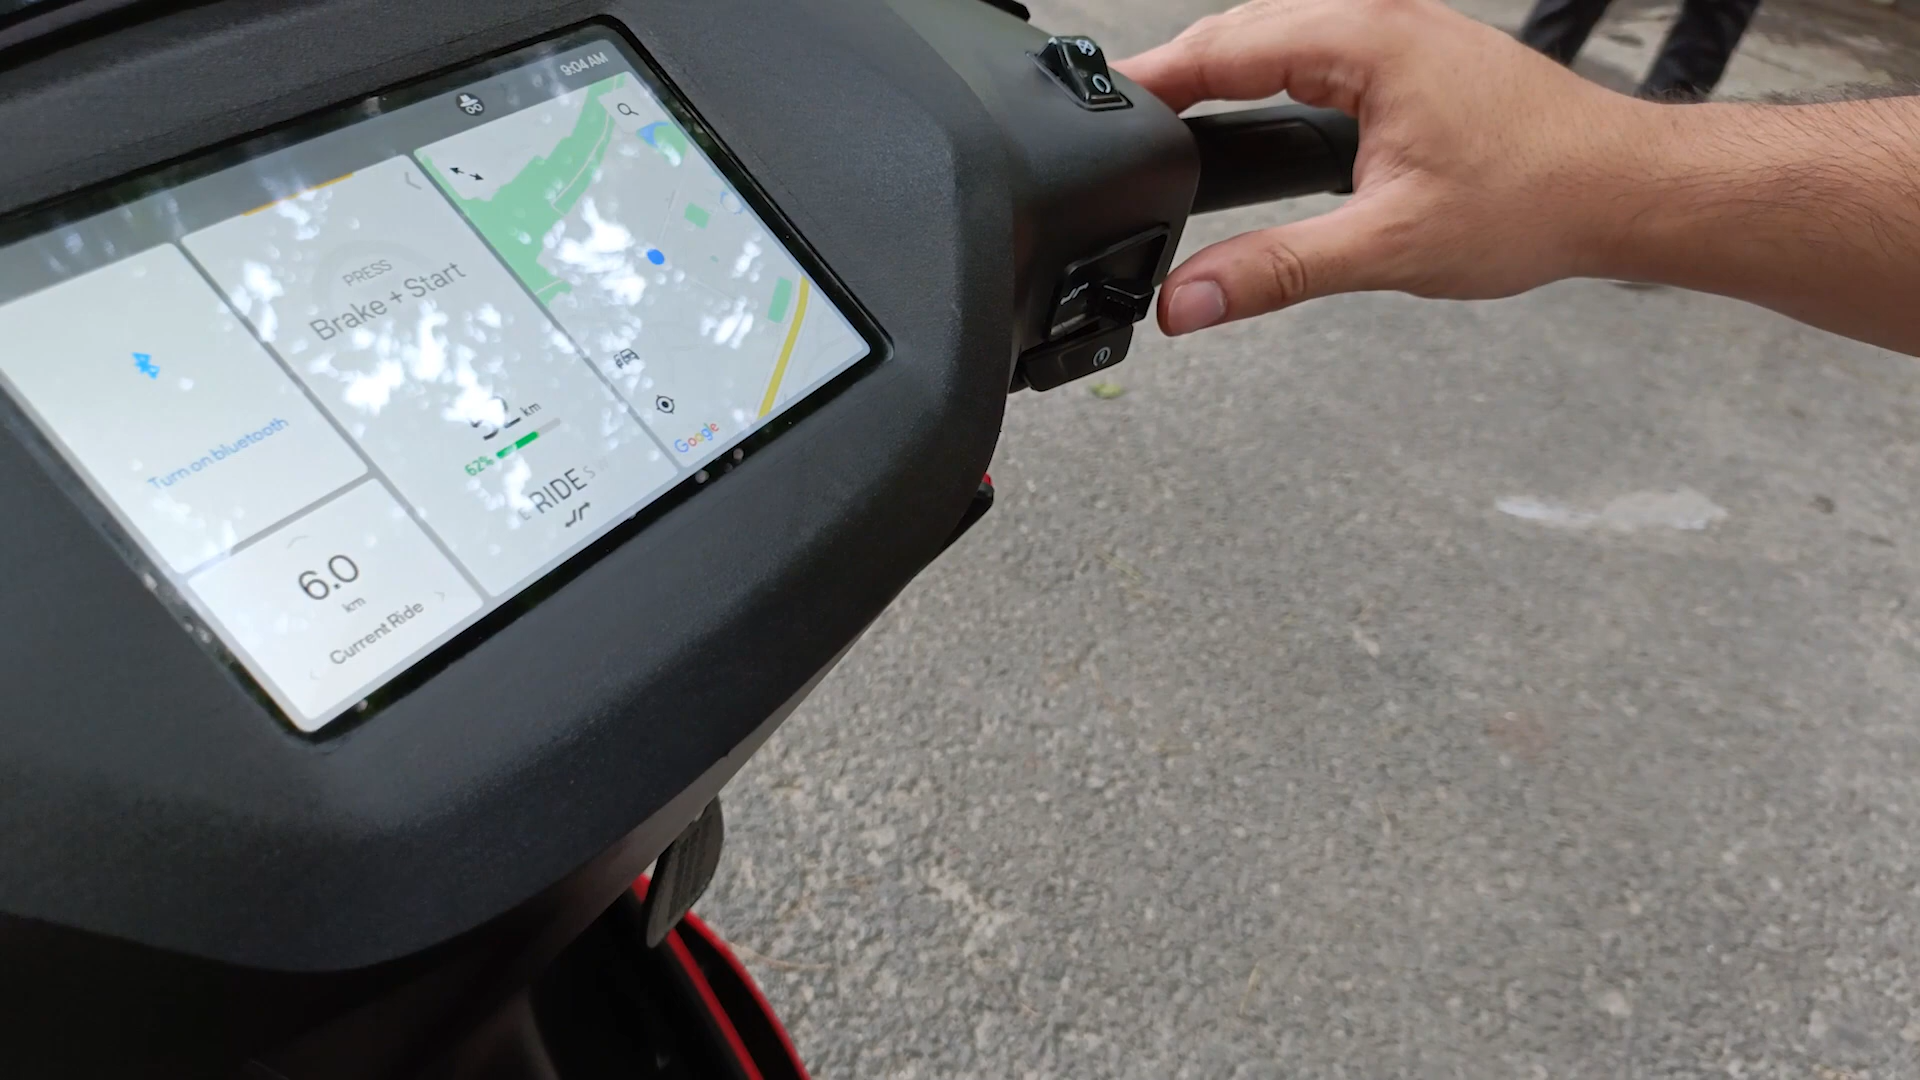 9:04 AM
PRESS
Brake + Start
km
62%
E RIDE S
Turn on bluetooth
6.0
km
Current Ride
Google